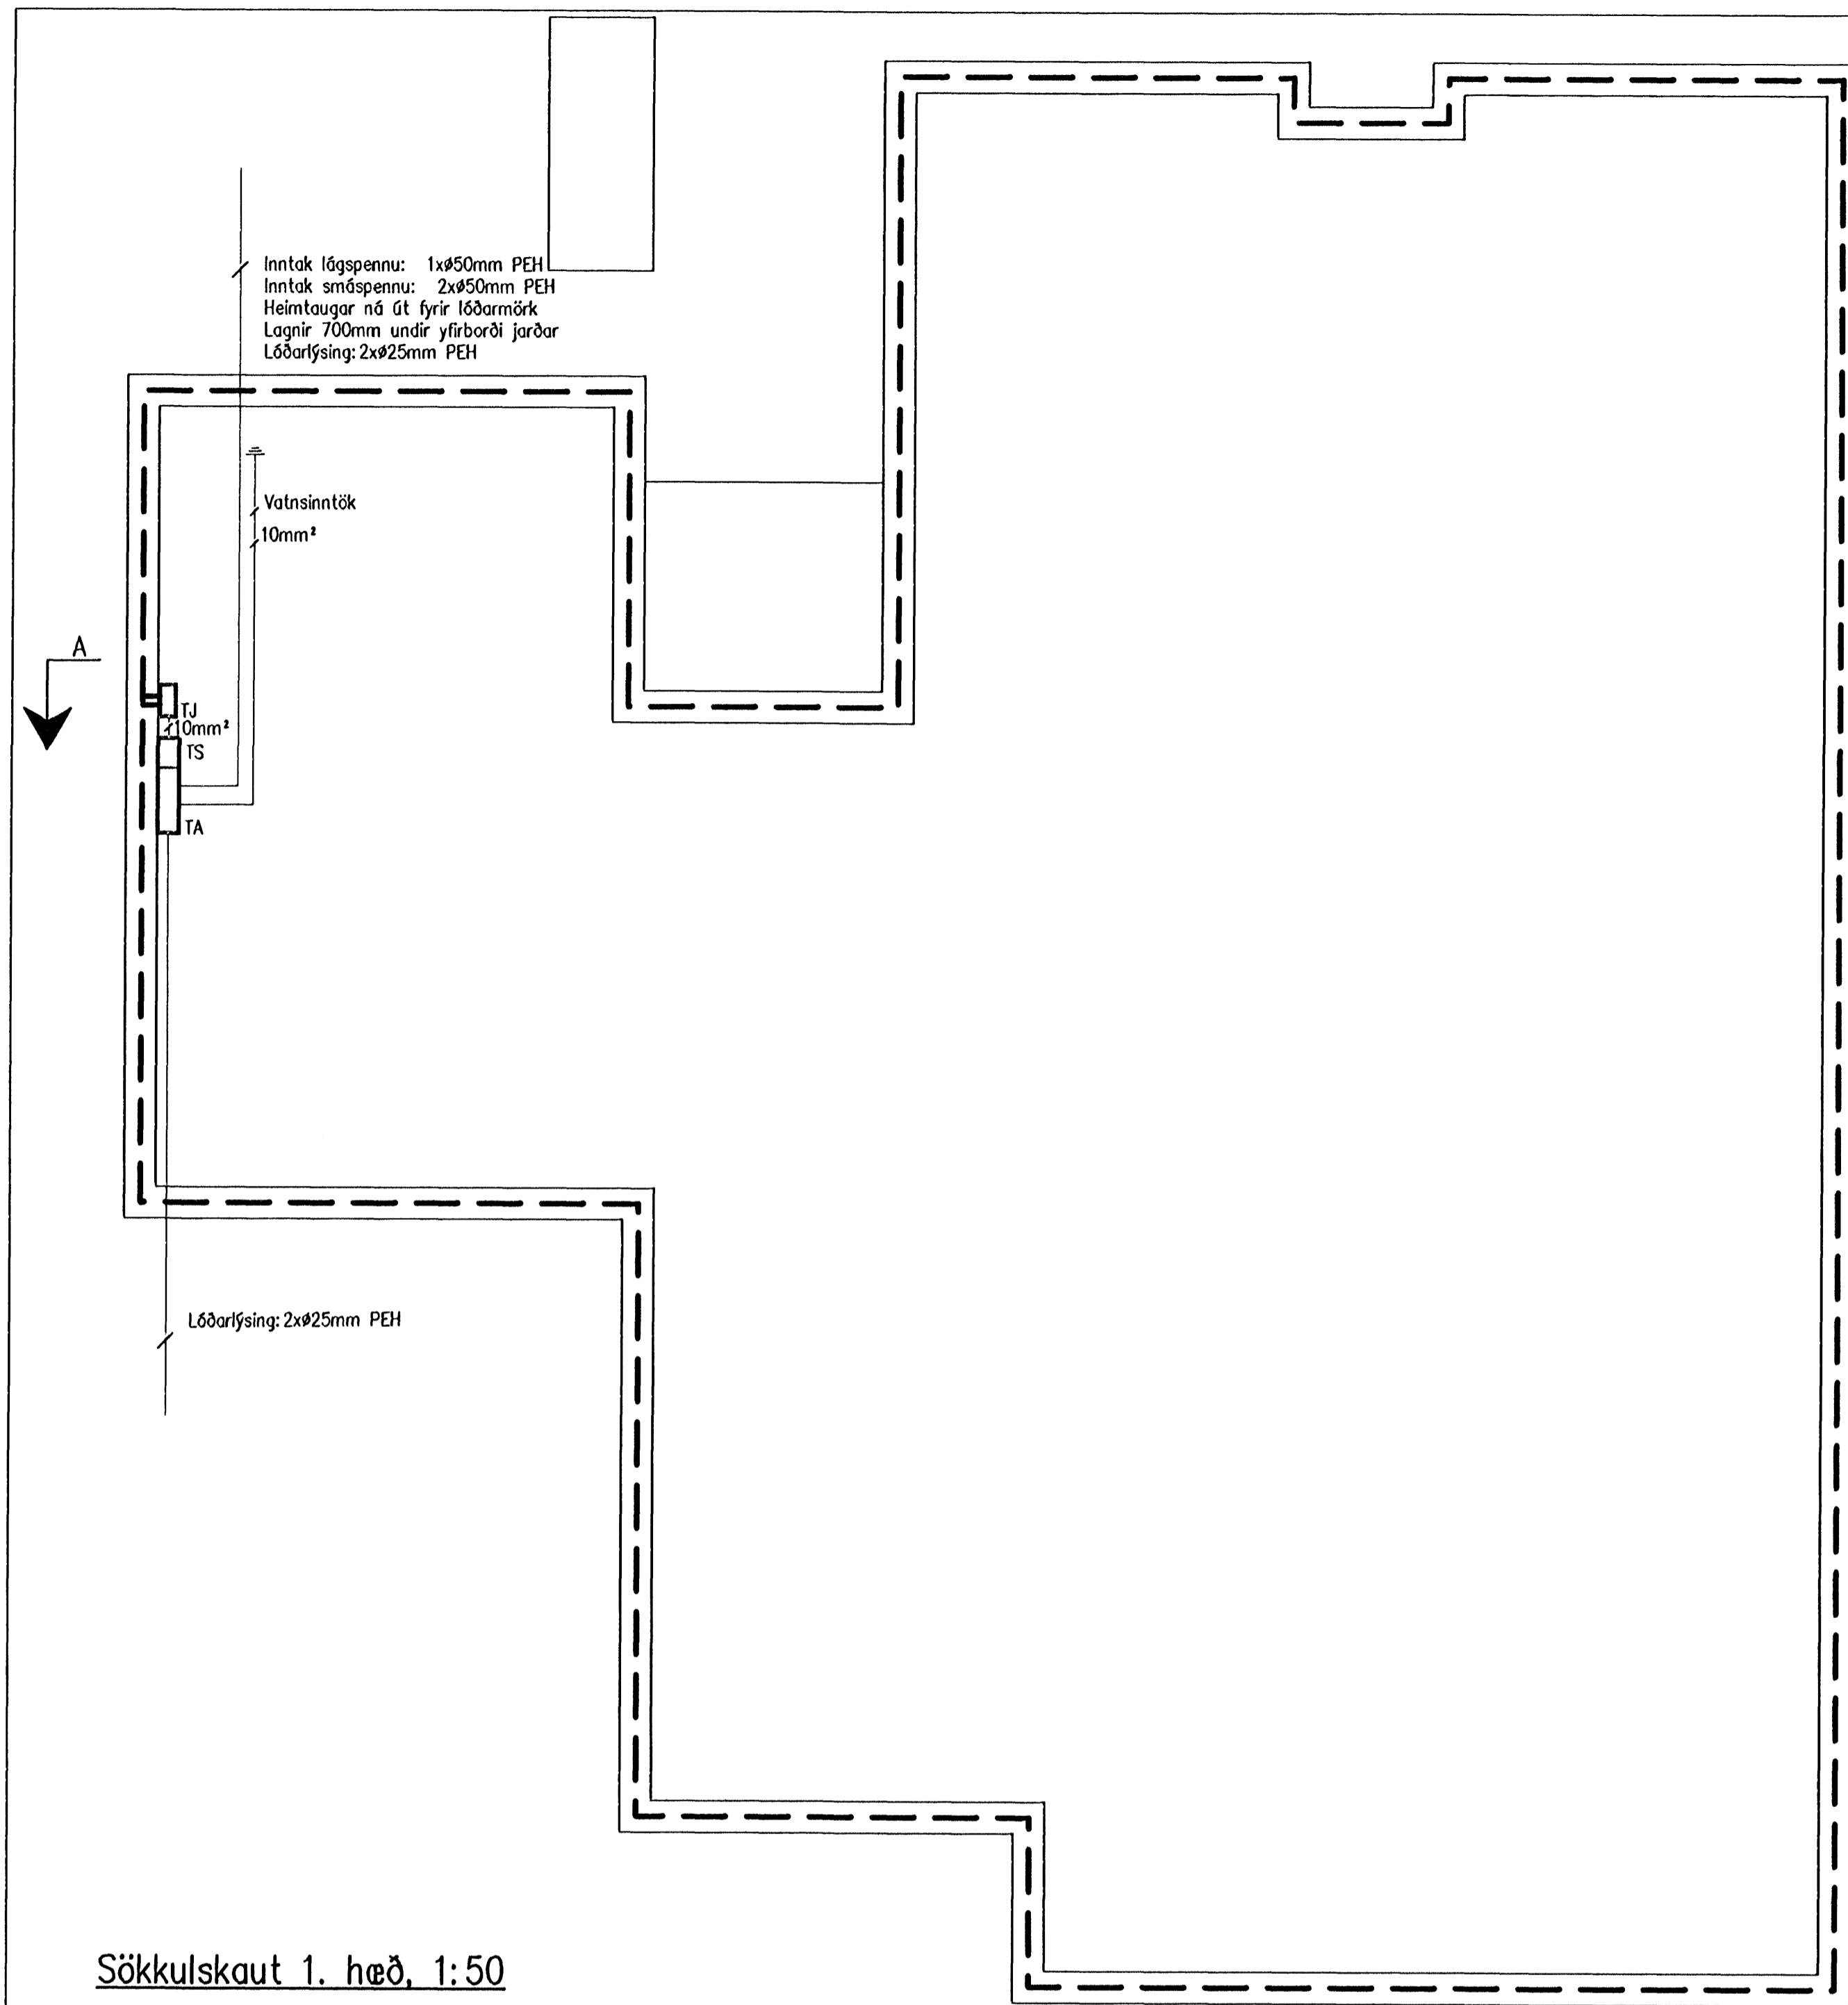 Inntak lágspennu: 1xø50mm PEH
Inntak smáspennu: 2xø50mm PEH
Heimtaugar ná út fyrir lóðarmörk
Lagnir 700mm undir yfirborði jarðar
Lóðarlýsing: 2xø25mm PEH
Vatnsinntök
10mm²
A
TJ
10mm²
TS
TA
Lóðarlýsing: 2xø25mm PEH
Sökkulskaut 1. hæð, 1:50